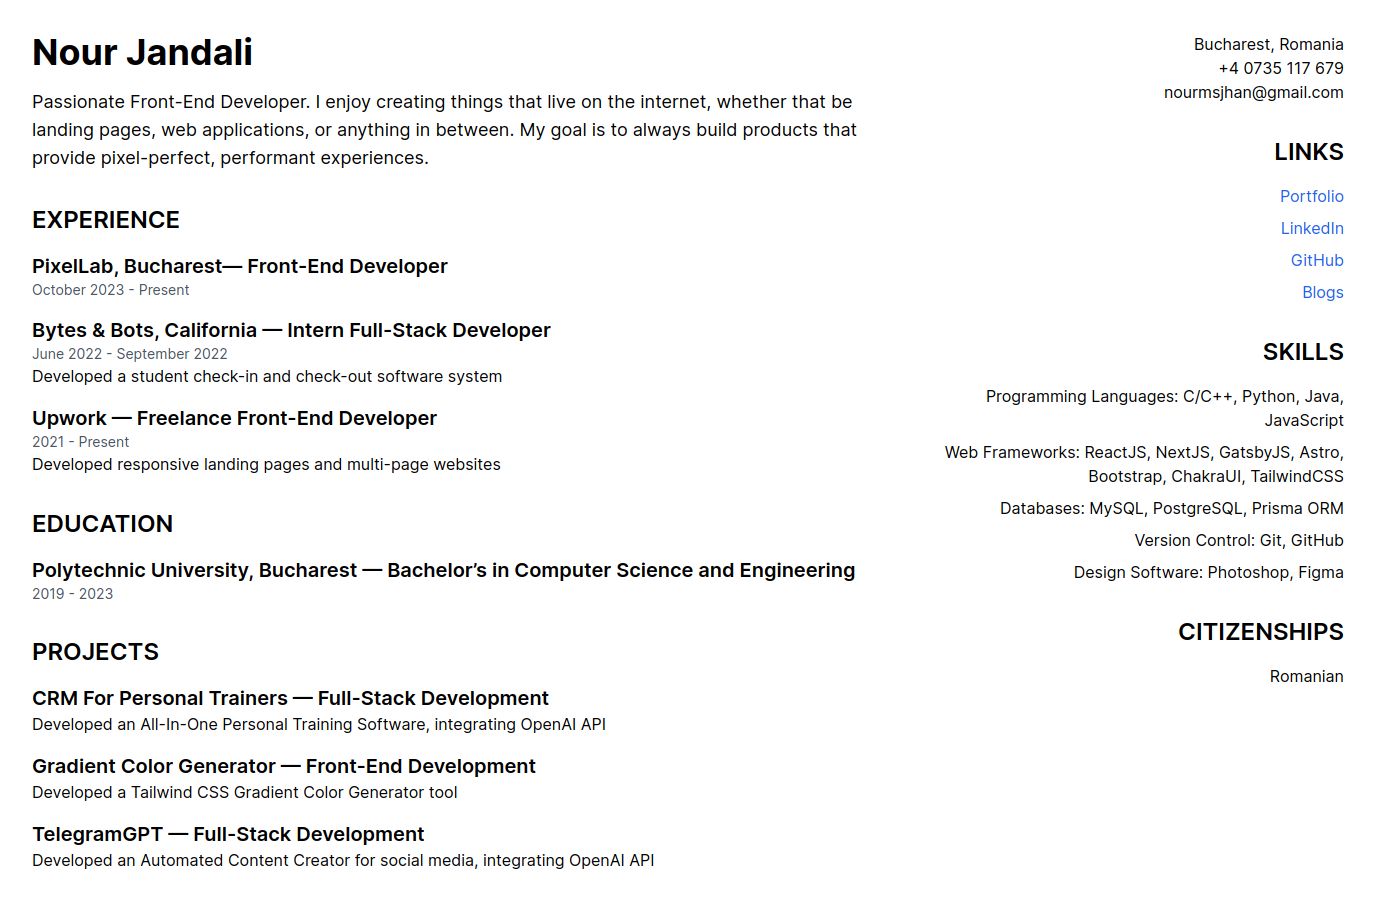 Nour Jandali
Passionate Front-End Developer. I enjoy creating things that live on the internet, whether that be
landing pages, web applications, or anything in between. My goal is to always build products that
provide pixel-perfect, performant experiences.
EXPERIENCE
PixelLab, Bucharest— Front-End Developer
October 2023 - Present
Bytes & Bots, California — Intern Full-Stack Developer
June 2022 - September 2022
Developed a student check-in and check-out software system
Upwork — Freelance Front-End Developer
2021 - Present
Developed responsive landing pages and multi-page websites
EDUCATION
Polytechnic University, Bucharest — Bachelor’s in Computer Science and Engineering
2019 - 2023
PROJECTS
CRM For Personal Trainers — Full-Stack Development
Developed an All-In-One Personal Training Software, integrating OpenAI API
Gradient Color Generator — Front-End Development
Developed a Tailwind CSS Gradient Color Generator tool
TelegramGPT — Full-Stack Development
Developed an Automated Content Creator for social media, integrating OpenAI API
Bucharest, Romania
+4 0735 117 679
nourmsjhan@gmail.com
LINKS
Portfolio
LinkedIn
GitHub
Blogs
SKILLS
Programming Languages: C/C++, Python, Java,
JavaScript
Web Frameworks: ReactJS, NextJS, GatsbyJS, Astro,
Bootstrap, ChakraUI, TailwindCSS
Databases: MySQL, PostgreSQL, Prisma ORM
Version Control: Git, GitHub
Design Software: Photoshop, Figma
CITIZENSHIPS
Romanian